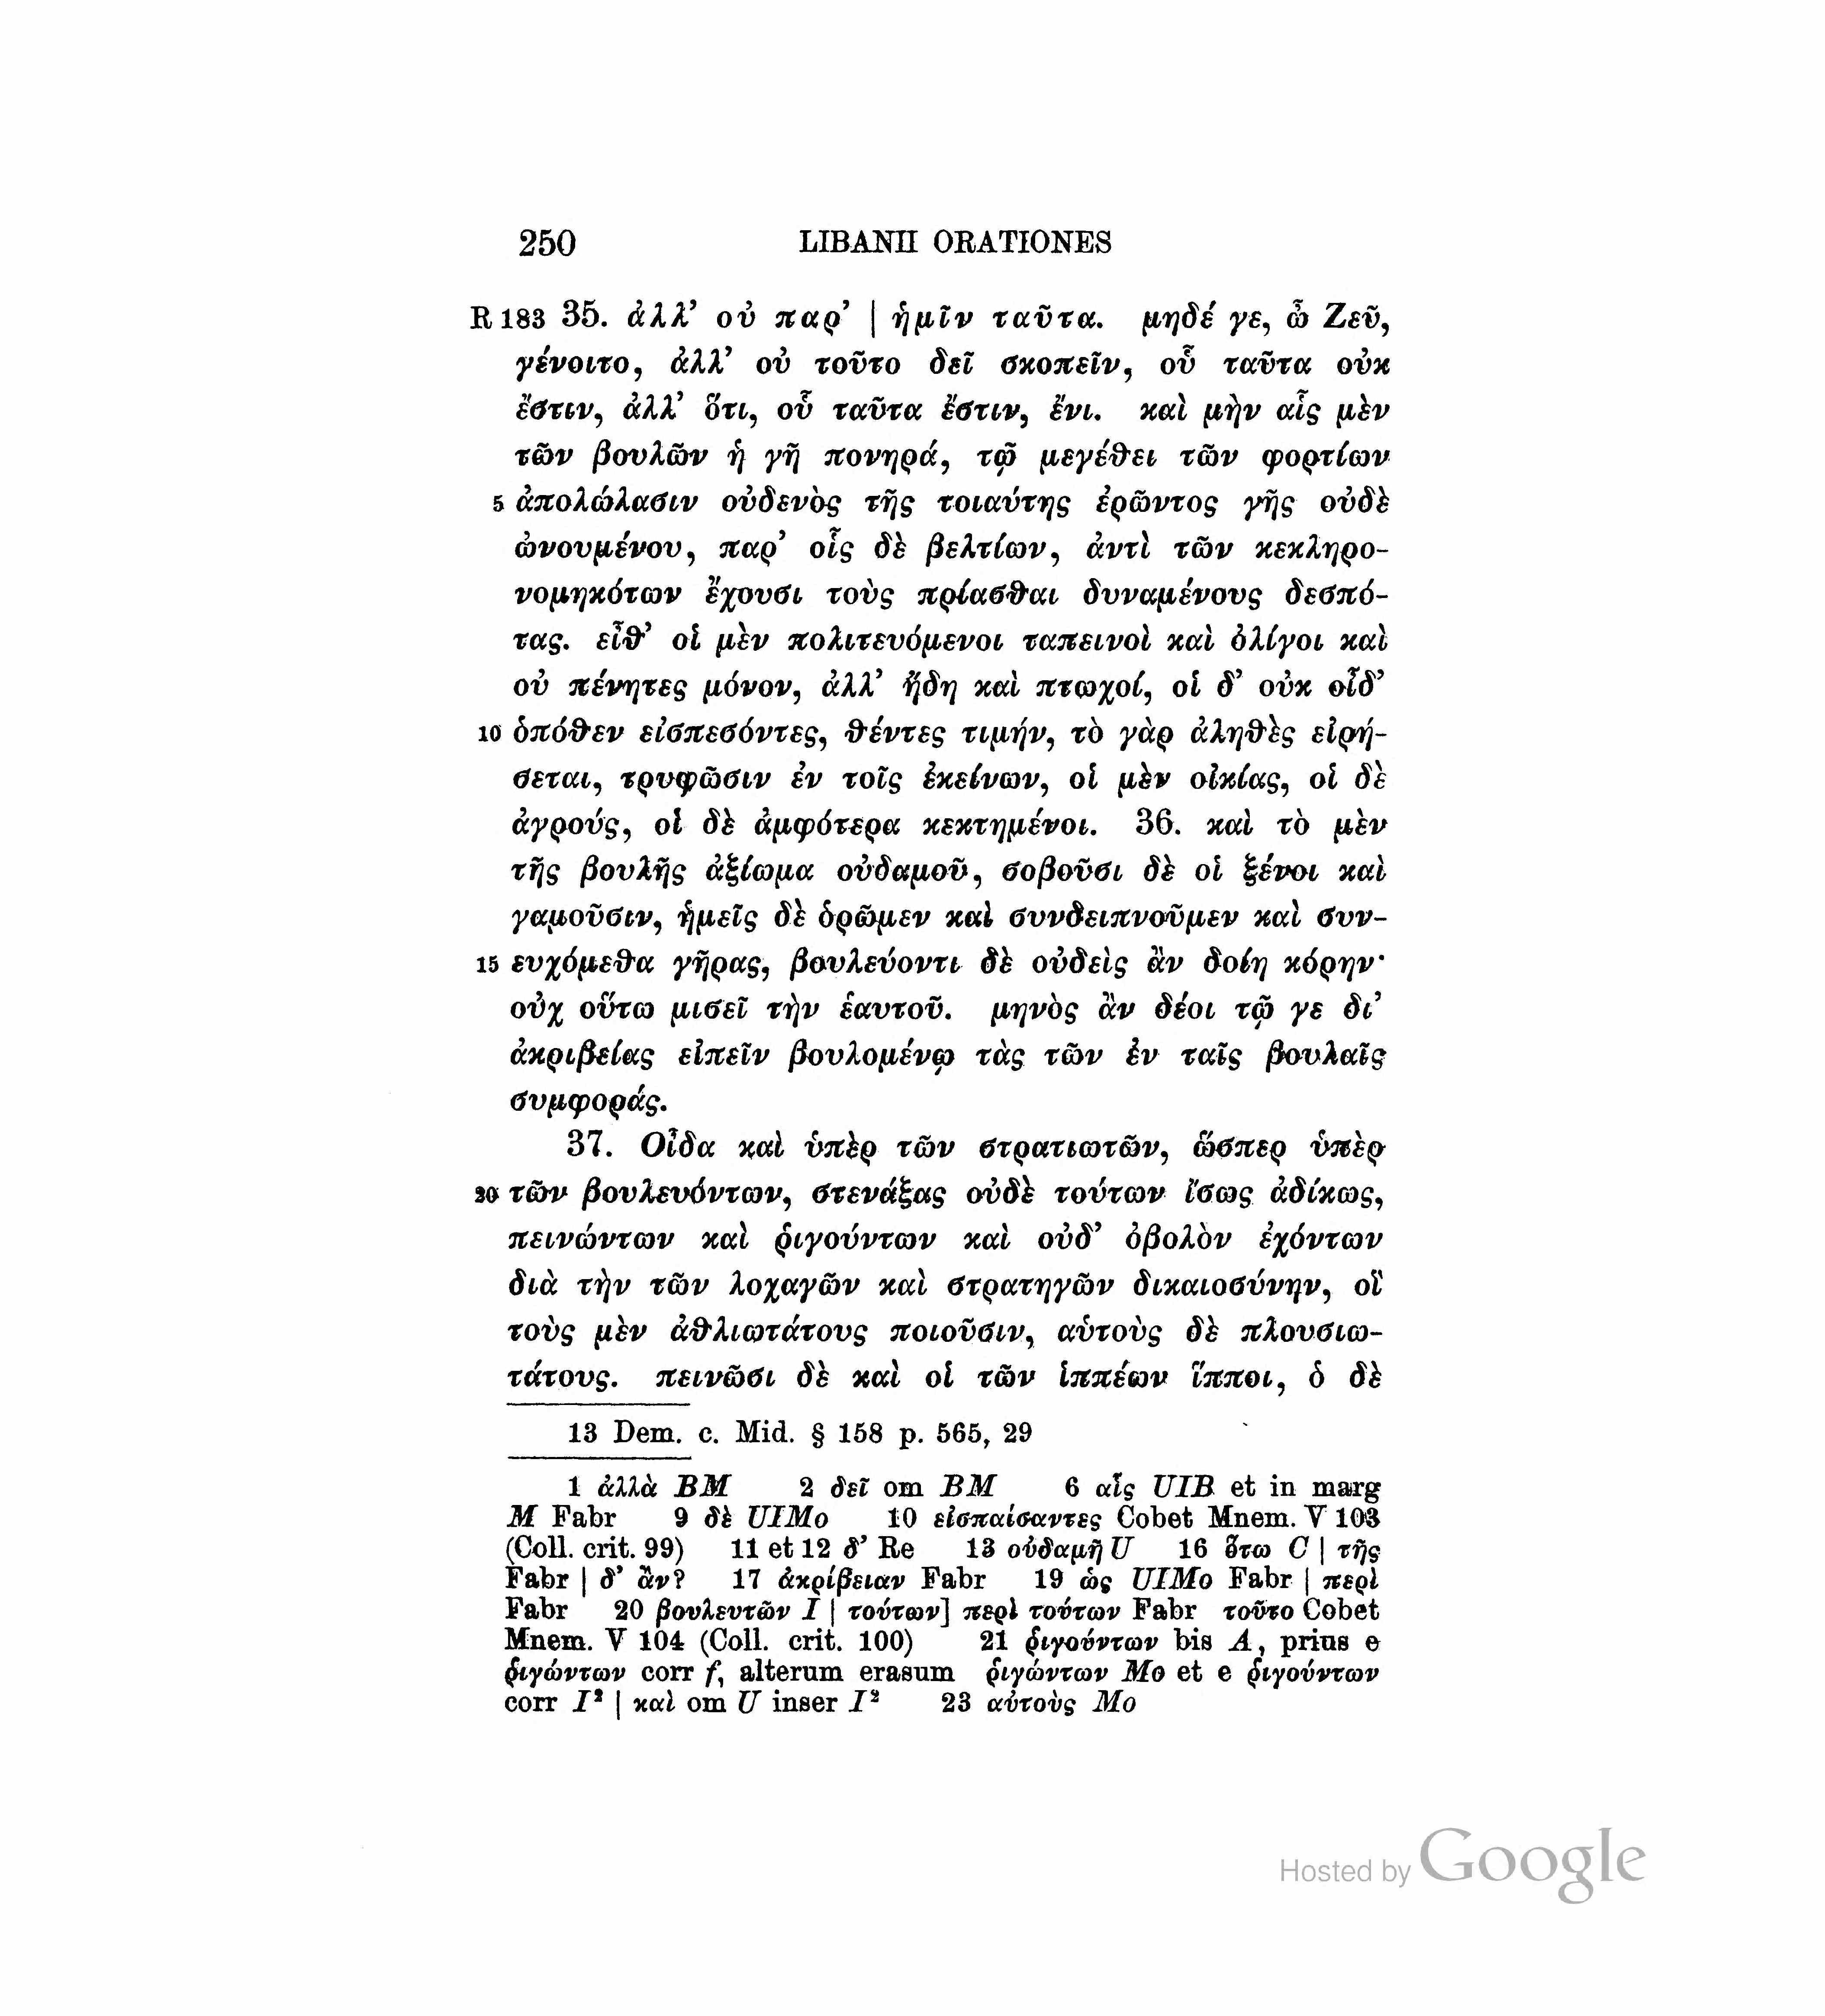 250 LIBANII ORATIONES
R 183 35. ἀλλ’ οὐ παρ’ | ἡμῖν ταῦτα. μηδέ γε, ὦ Ζεῦ,
γένοιτο, ἀλλ’ οὐ τοῦτο δεῖ σκοπεῖν, οὗ ταῦτα οὐκ
ἔστιν, ἀλλ’ ὅτι, οὗ ταῦτα ἔστιν, ἔνι. καὶ μὴν αἷς μὲν
τῶν βουλῶν ἡ γῆ πονηρά, τῷ μεγέθει τῶν φορτίων
5 ἀπολώλασιν οὐδενὸς τῆς τοιαύτης ἐρῶντος γῆς οὐδὲ
ὠνουμένου, παρ’ οἷς δὲ βελτίων, ἀντὶ τῶν κεκληρο-
νομηκότων ἔχουσι τοὺς πρίασθαι δυναμένους δεσπό-
τας. εἶθ’ οἱ μὲν πολιτευόμενοι ταπεινοὶ καὶ ὀλίγοι καὶ
οὐ πένητες μόνον, ἀλλ’ ἤδη καὶ πτωχοί, οἱ δ’ οὐκ οἶδ’
10 ὁπόθεν εἰσπεσόντες, θέντες τιμήν, τὸ γὰρ ἀληθὲς εἰρή-
σεται, τρυφῶσιν ἐν τοῖς ἐκείνων, οἱ μὲν οἰκίας, οἱ δὲ
ἀγρούς, οἱ δὲ ἀμφότερα κεκτημένοι. 36. καὶ τὸ μὲν
τῆς βουλῆς ἀξίωμα οὐδαμοῦ, σοβοῦσι δὲ οἱ ξένοι καὶ
γαμοῦσιν, ἡμεῖς δὲ ὁρῶμεν καὶ συνδειπνοῦμεν καὶ συν-
15 ευχόμεθα γῆρας, βουλεύοντι δὲ οὐδεὶς ἂν δοίη κόρην·
οὐχ οὕτω μισεῖ τὴν ἑαυτοῦ. μηνὸς ἂν δέοι τῷ γε δι’
ἀκριβείας εἰπεῖν βουλομένῳ τὰς τῶν ἐν ταῖς βουλαῖς
συμφοράς.
37. Οἶδα καὶ ὑπὲρ τῶν στρατιωτῶν, ὥσπερ ὑπὲρ
20 τῶν βουλευόντων, στενάξας οὐδὲ τούτων ἴσως ἀδίκως,
πεινώντων καὶ ῥιγούντων καὶ οὐδ’ ὀβολὸν ἐχόντων
διὰ τὴν τῶν λοχαγῶν καὶ στρατηγῶν δικαιοσύνην, οἳ
τοὺς μὲν ἀθλιωτάτους ποιοῦσιν, αὑτοὺς δὲ πλουσιω-
τάτους. πεινῶσι δὲ καὶ οἱ τῶν ἱππέων ἵπποι, ὁ δὲ
13 Dem. c. Mid. § 158 p. 565, 29
1 ἀλλὰ BM 2 δεῖ om BM 6 αἷς UIB et in marg
M Fabr 9 δὲ UIMo 10 εἰσπαίσαντες Cobet Mnem. V 103
(Coll. crit. 99) 11 et 12 δ’ Re 13 οὐδαμῆ U 16 ὅτω C | τῆς
Fabr | δ’ ἂν? 17 ἀκρίβειαν Fabr 19 ὡς UIMo Fabr | περὶ
Fabr 20 βουλευτῶν I | τούτων] περὶ τούτων Fabr τοῦτο Cobet
Mnem. V 104 (Coll. crit. 100) 21 ῥιγούντων bis A, prius e
ῥιγώντων corr f, alterum erasum ῥιγώντων Mo et e ῥιγούντων
corr I² | καὶ om U inser I² 23 αὐτοὺς Mo
Hosted by Google